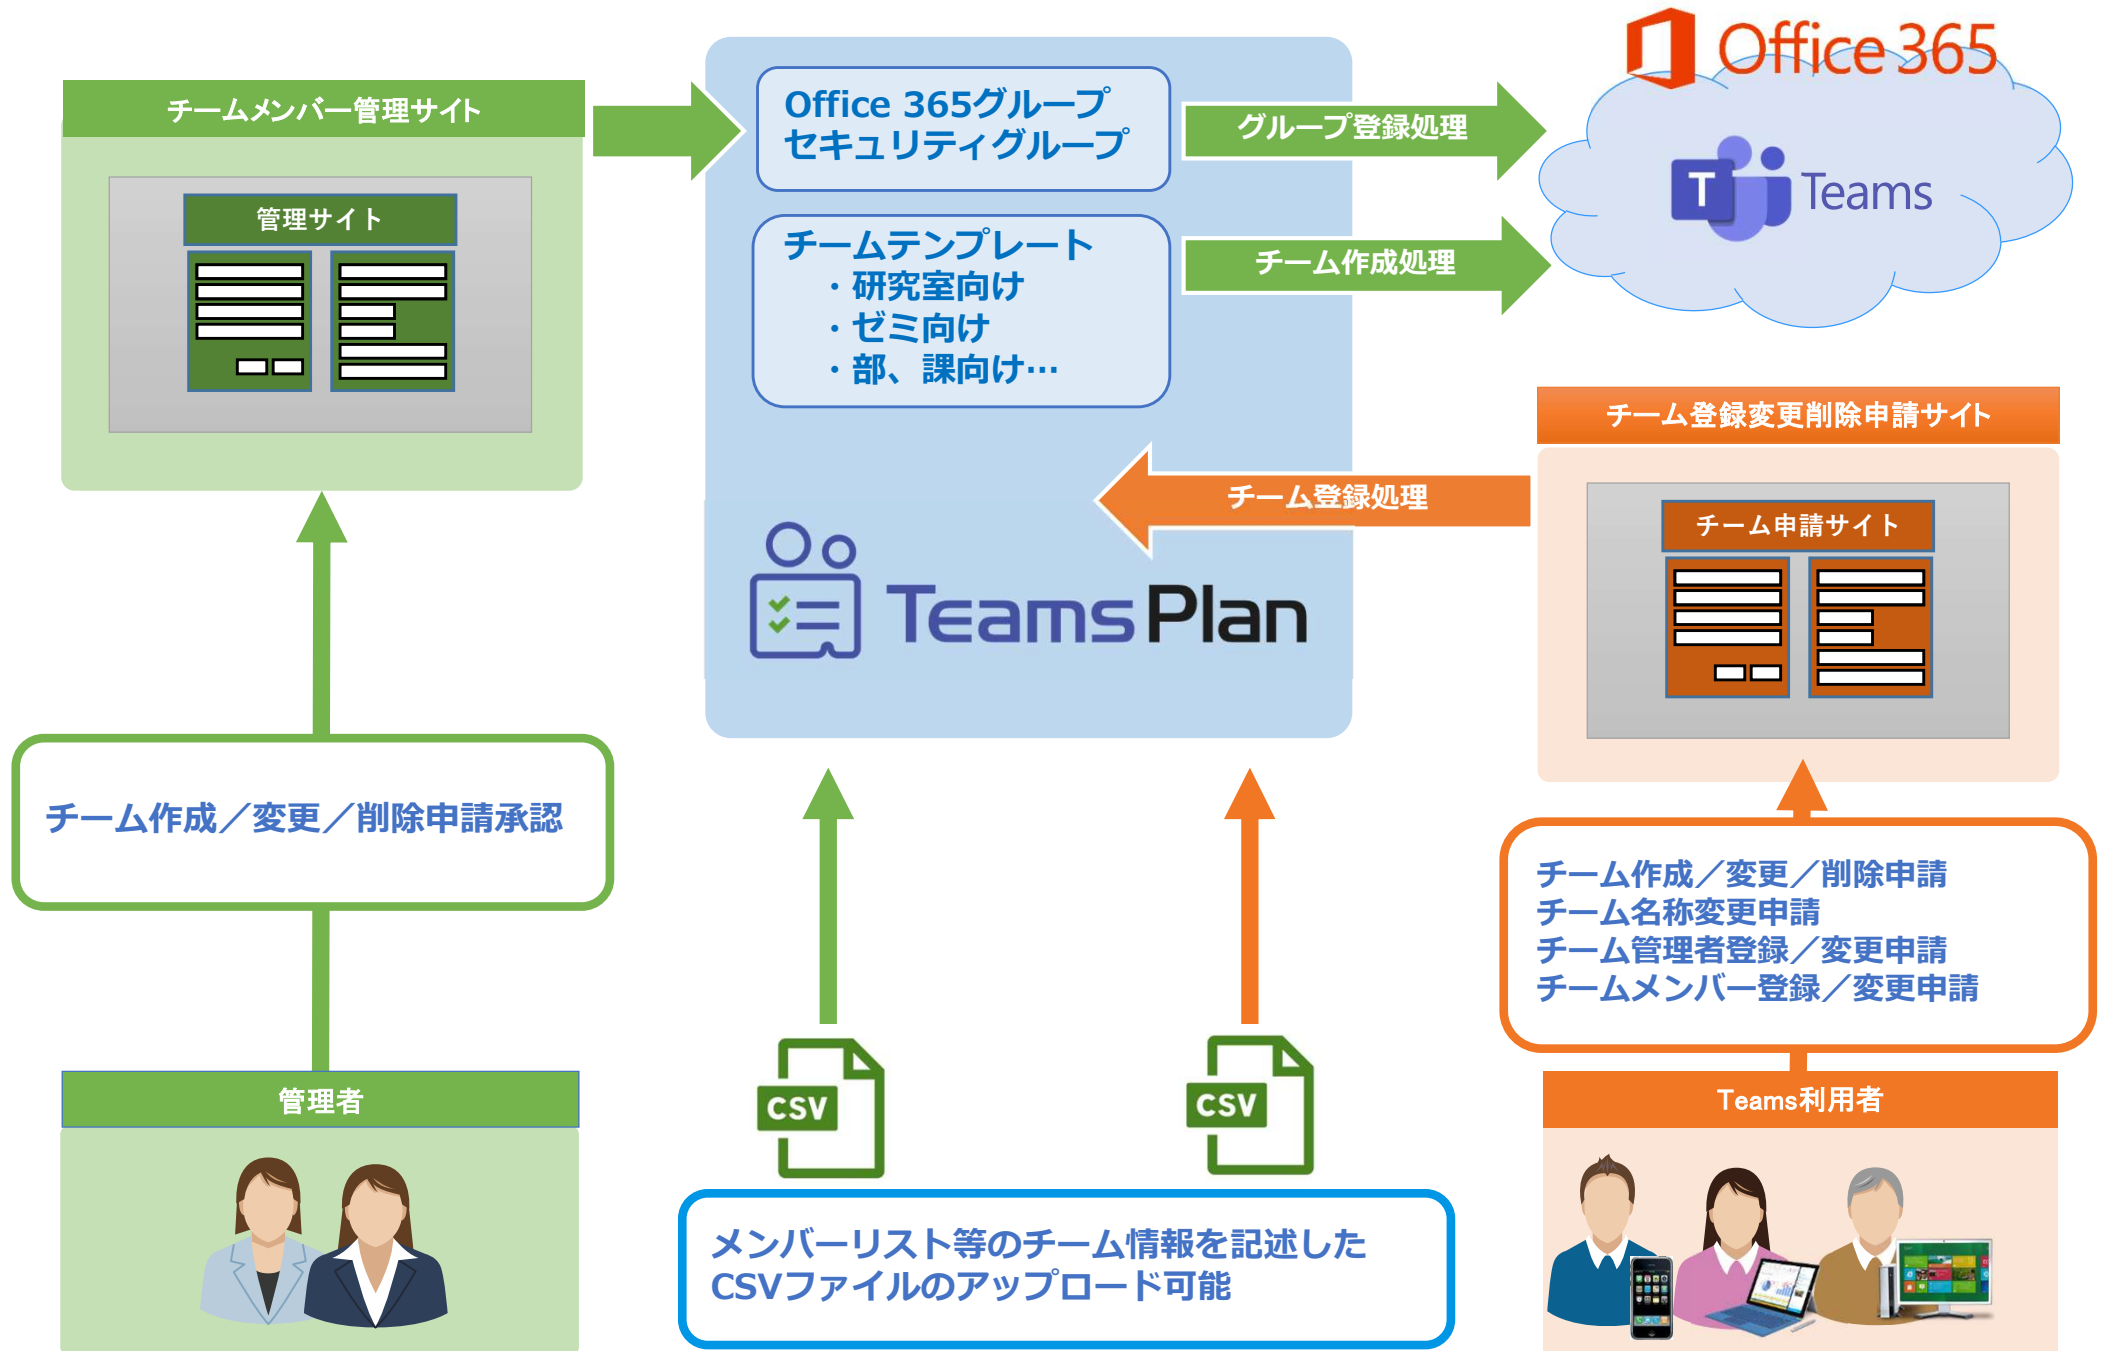 チームメンバー管理サイト
管理サイト
Office 365グループ
セキュリティグループ
チームテンプレート
・研究室向け
・ゼミ向け
・部、課向け…
グループ登録処理
チーム作成処理
Office 365
T
Teams
チーム登録変更削除申請サイト
チーム申請サイト
チーム登録処理
Teams Plan
チーム作成／変更／削除申請承認
チーム作成／変更／削除申請
チーム名称変更申請
チーム管理者登録／変更申請
チームメンバー登録／変更申請
管理者
CSV
CSV
Teams利用者
メンバーリスト等のチーム情報を記述した
CSVファイルのアップロード可能